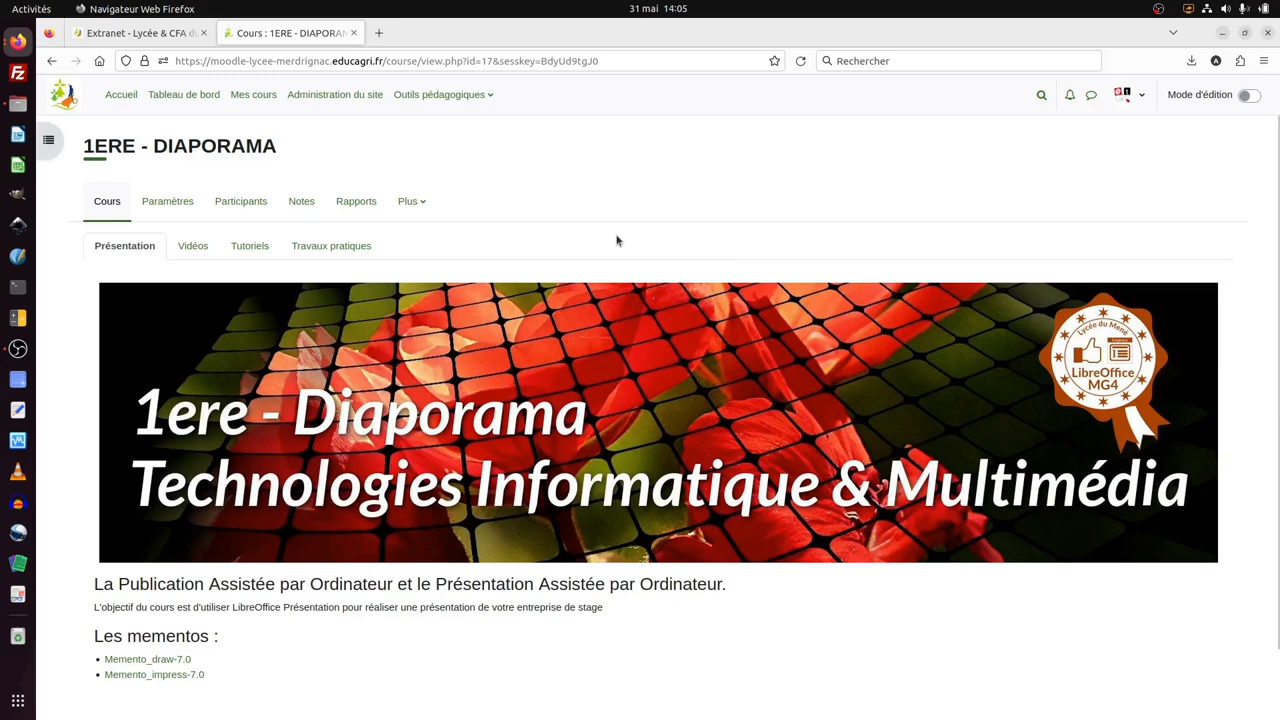 Activités
Navigateur Web Firefox
31 mai 14:05
Extranet - Lycée & CFA du
Cours : 1ERE - DIAPORAM
https://moodle-lycee-merdrignac.educagri.fr/course/view.php?id=17&sesskey=BdyUd9tgJ0
Rechercher
Accueil
Tableau de bord
Mes cours
Administration du site
Outils pédagogiques
Mode d'édition
1ERE - DIAPORAMA
Cours
Paramètres
Participants
Notes
Rapports
Plus
Présentation
Vidéos
Tutoriels
Travaux pratiques
Lycée du Mené
LibreOffice
MG4
1ere - Diaporama
Technologies Informatique & Multimédia
La Publication Assistée par Ordinateur et le Présentation Assistée par Ordinateur.
L'objectif du cours est d'utiliser LibreOffice Présentation pour réaliser une présentation de votre entreprise de stage
Les mementos :
Memento_draw-7.0
Memento_impress-7.0